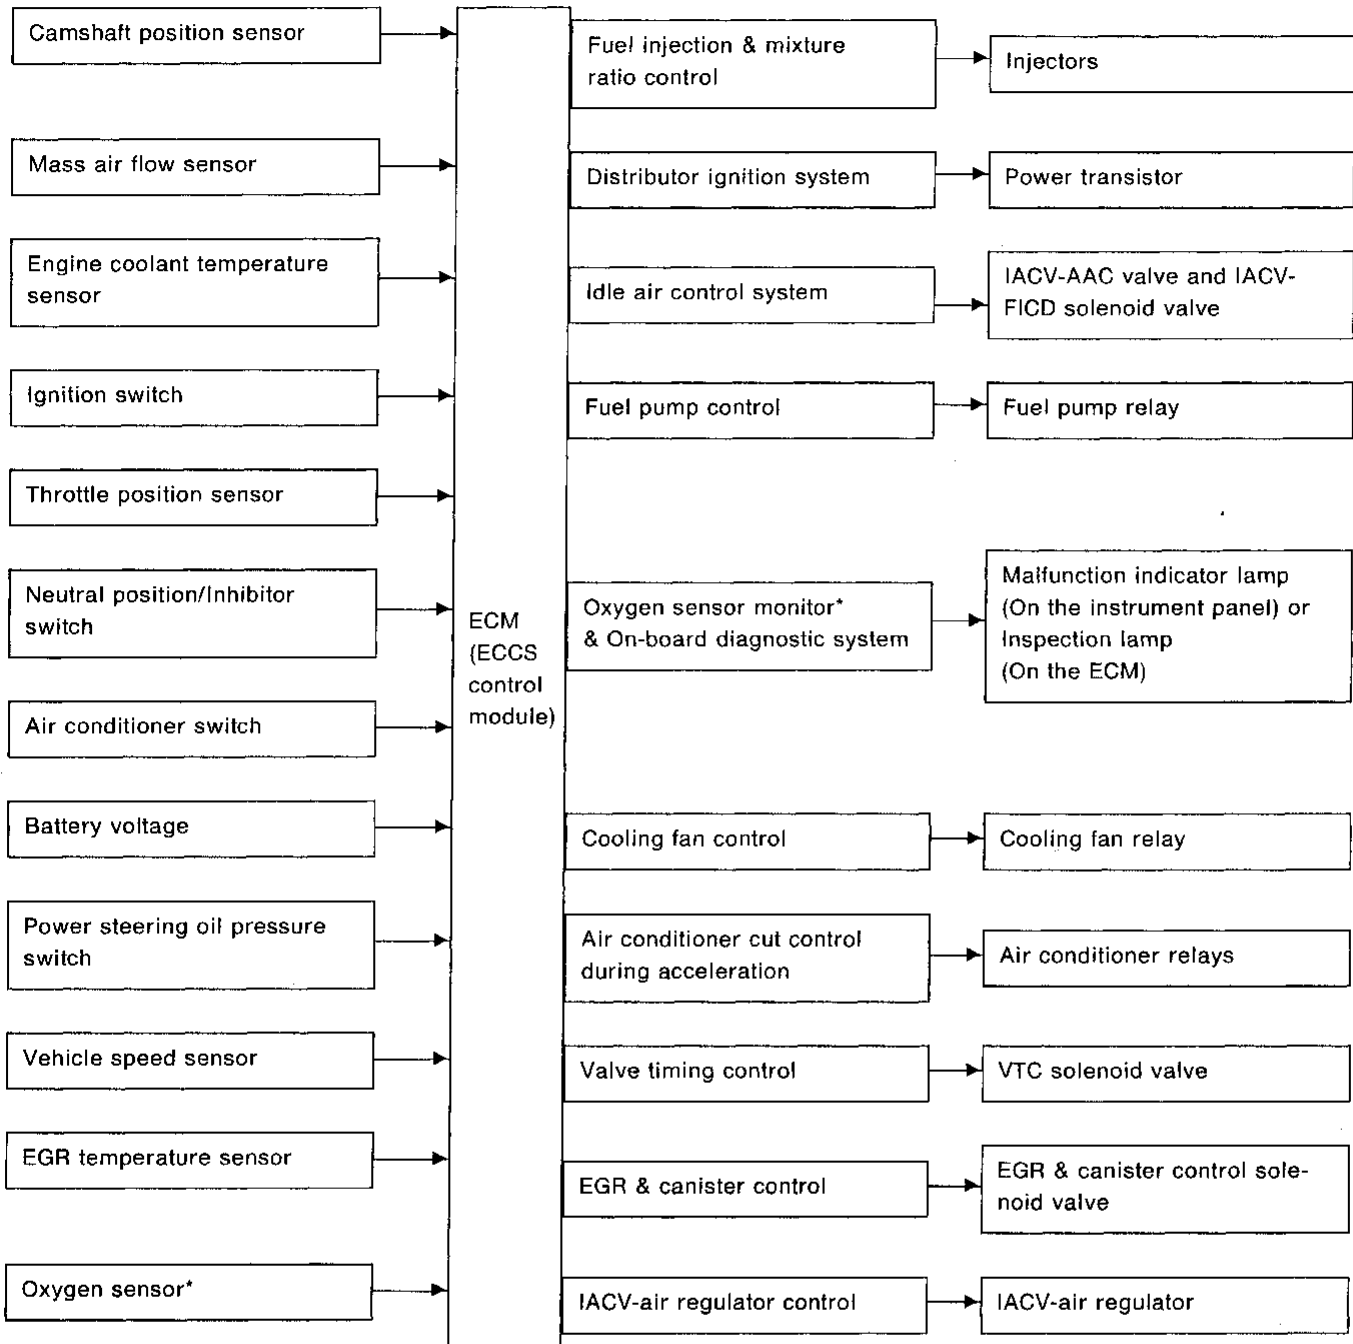 Camshaft position sensor
Mass air flow sensor
Engine coolant temperature
sensor
Ignition switch
Throttle position sensor
Neutral position/Inhibitor
switch
Air conditioner switch
Battery voltage
Power steering oil pressure
switch
Vehicle speed sensor
EGR temperature sensor
Oxygen sensor*
ECM
(ECCS
control
module)
Fuel injection & mixture
ratio control
Distributor ignition system
Idle air control system
Fuel pump control
Oxygen sensor monitor*
& On-board diagnostic system
Cooling fan control
Air conditioner cut control
during acceleration
Valve timing control
EGR & canister control
IACV-air regulator control
Injectors
Power transistor
IACV-AAC valve and IACV-
FICD solenoid valve
Fuel pump relay
Malfunction indicator lamp
(On the instrument panel) or
Inspection lamp
(On the ECM)
Cooling fan relay
Air conditioner relays
VTC solenoid valve
EGR & canister control sole-
noid valve
IACV-air regulator